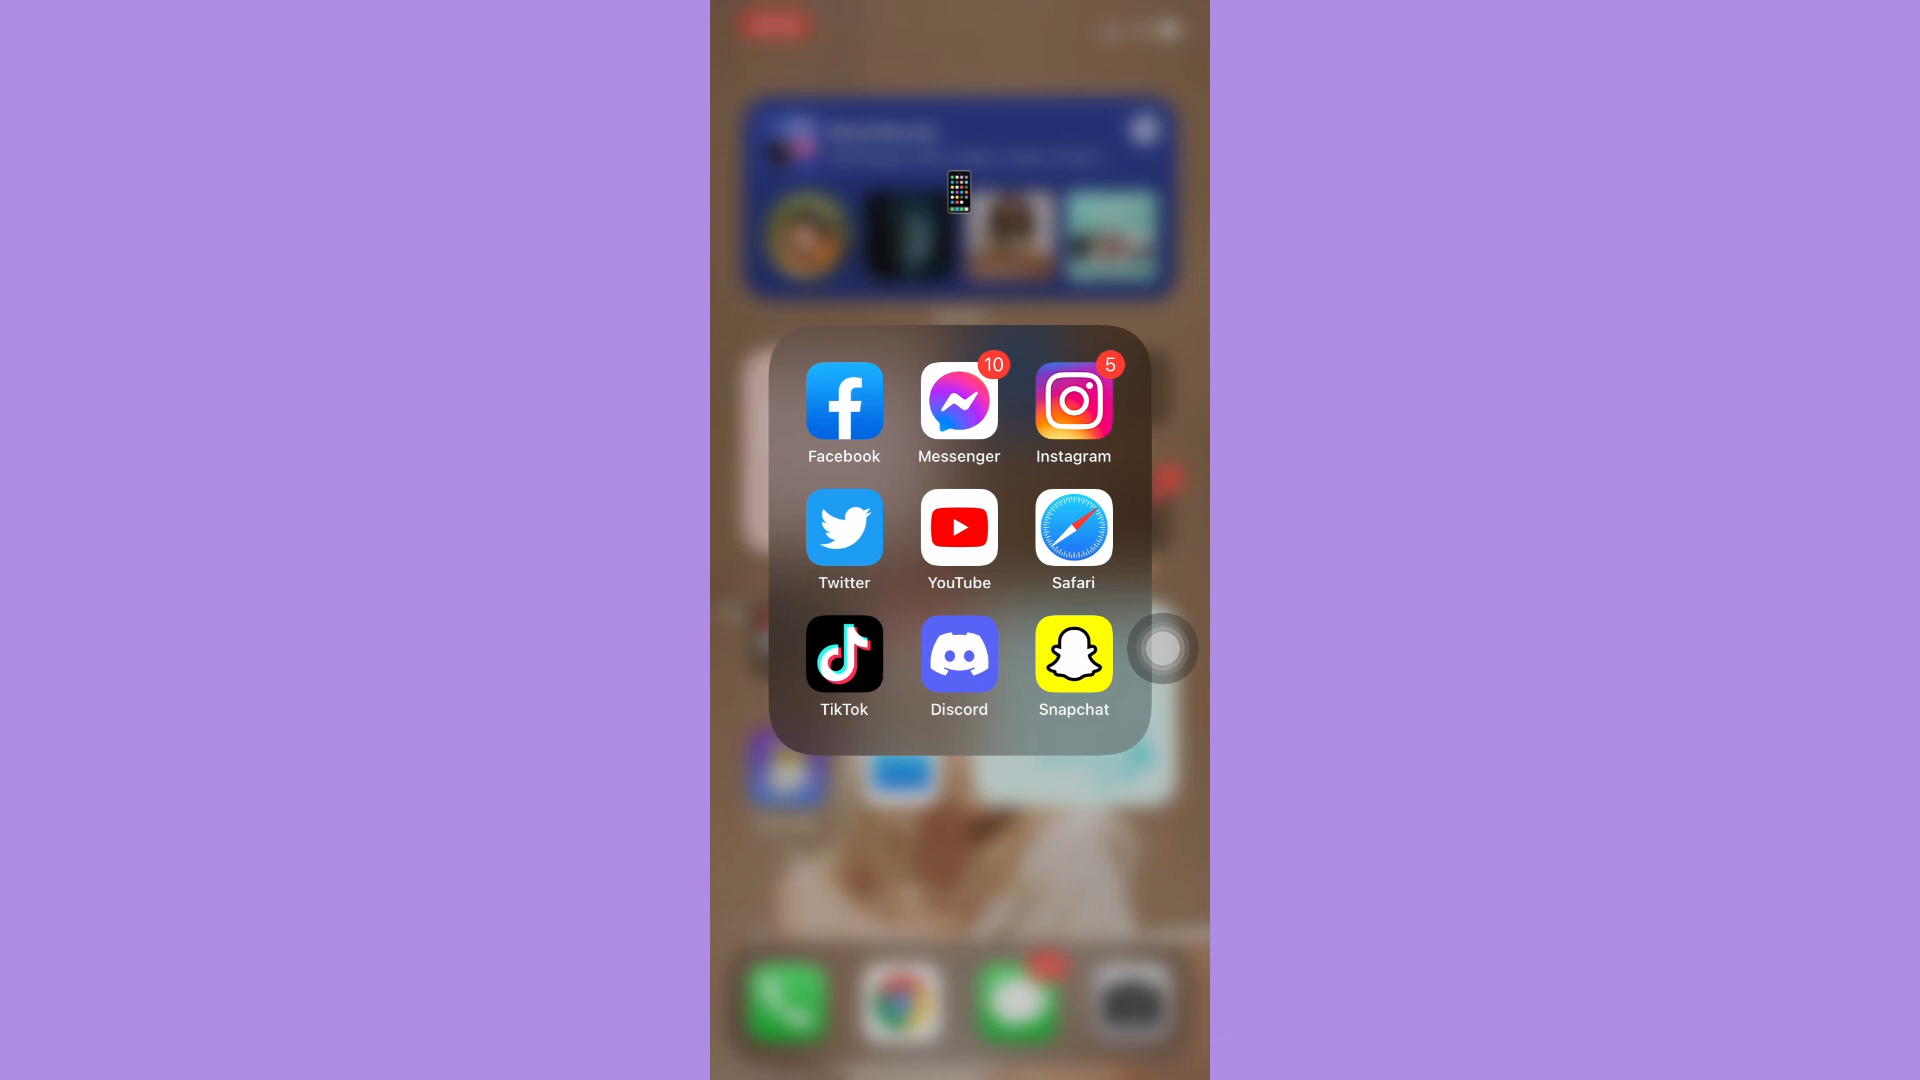 10
5
Facebook
Messenger
Instagram
Twitter
YouTube
Safari
TikTok
Discord
Snapchat